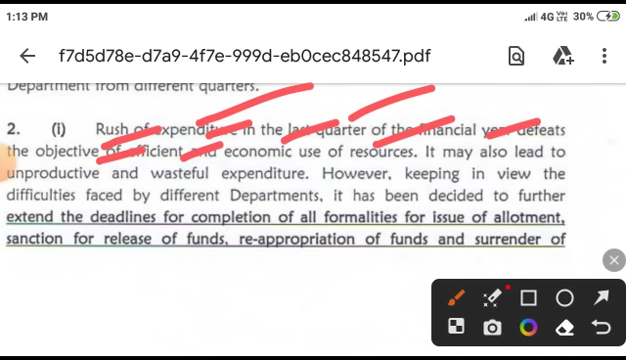 1:13 PM 4G Vo LTE 30%
f7d5d78e-d7a9-4f7e-999d-eb0cec848547.pdf
Department from different quarters.
2. (i) Rush of expenditure in the last quarter of the financial year defeats
the objective of efficient and economic use of resources. It may also lead to
unproductive and wasteful expenditure. However, keeping in view the
difficulties faced by different Departments, it has been decided to further
extend the deadlines for completion of all formalities for issue of allotment,
sanction for release of funds, re-appropriation of funds and surrender of